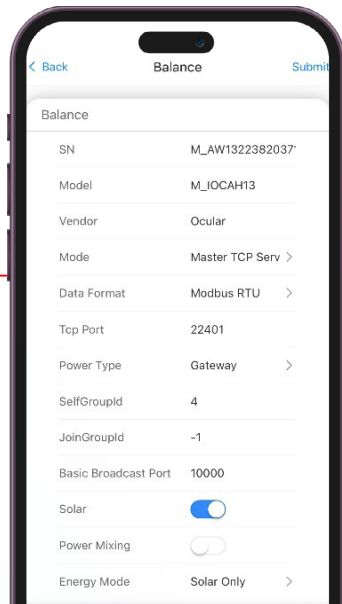 Back Balance Submit
Balance
SN M_AW1322382037
Model M_IOCAH13
Vendor Ocular
Mode Master TCP Serv
Data Format Modbus RTU
Tcp Port 22401
Power Type Gateway
SelfGroupId 4
JoinGroupId -1
Basic Broadcast Port 10000
Solar
Power Mixing
Energy Mode Solar Only